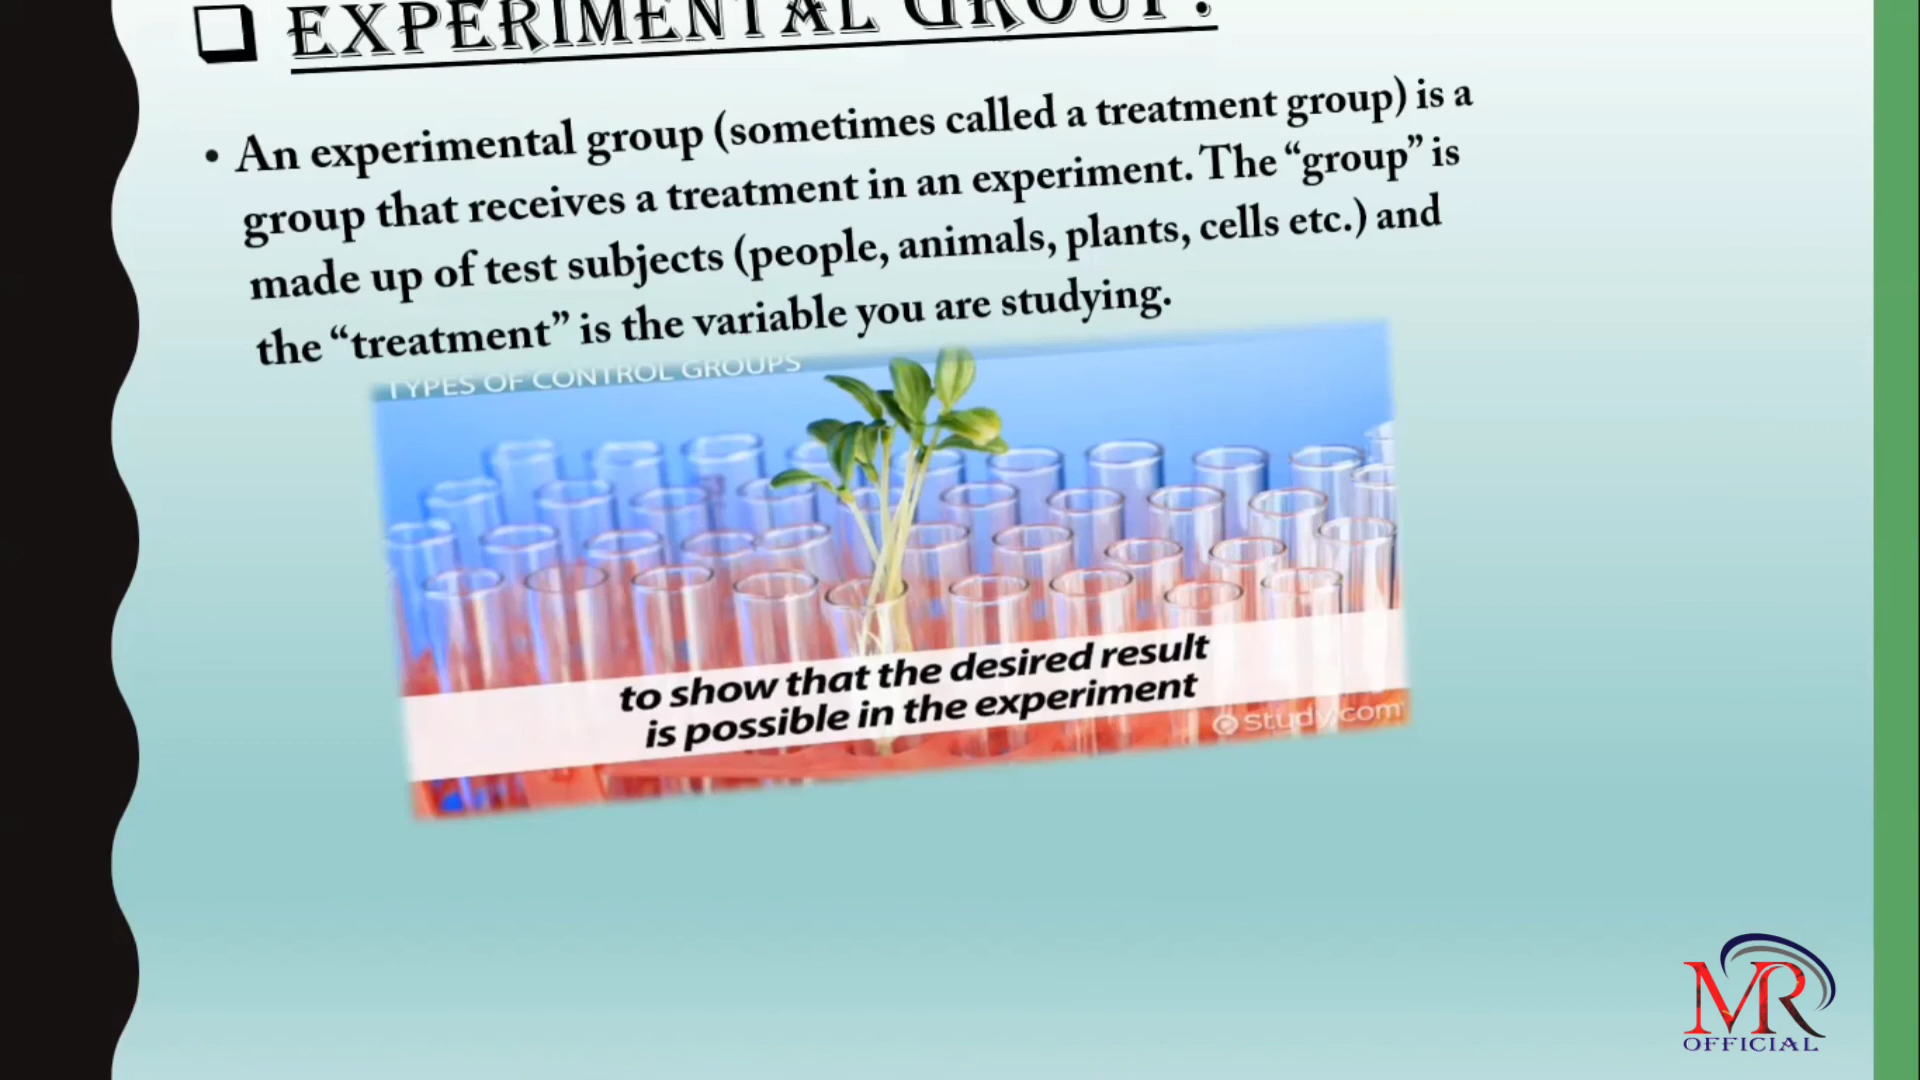 EXPERIMENTAL GROUP:
• An experimental group (sometimes called a treatment group) is a
group that receives a treatment in an experiment. The “group” is
made up of test subjects (people, animals, plants, cells etc.) and
the “treatment” is the variable you are studying.
TYPES OF CONTROL GROUPS
to show that the desired result
is possible in the experiment
Study.com
MR
OFFICIAL